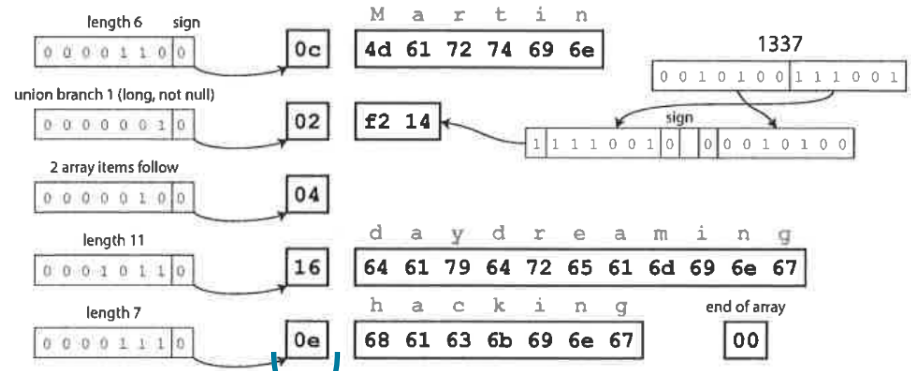 M a r t i n
length 6 sign
0 0 0 0 1 1 0 0
0c
4d 61 72 74 69 6e
1337
0 0 1 0 1 0 0 1 1 1 0 0 1
union branch 1 (long, not null)
0 0 0 0 0 0 1 0
02
f2 14
sign
1 1 1 1 0 0 1 0 0 0 0 1 0 1 0 0
2 array items follow
0 0 0 0 0 1 0 0
04
length 11
0 0 0 1 0 1 1 0
16
d a y d r e a m i n g
64 61 79 64 72 65 61 6d 69 6e 67
length 7
0 0 0 0 1 1 1 0
0e
h a c k i n g
68 61 63 6b 69 6e 67
end of array
00